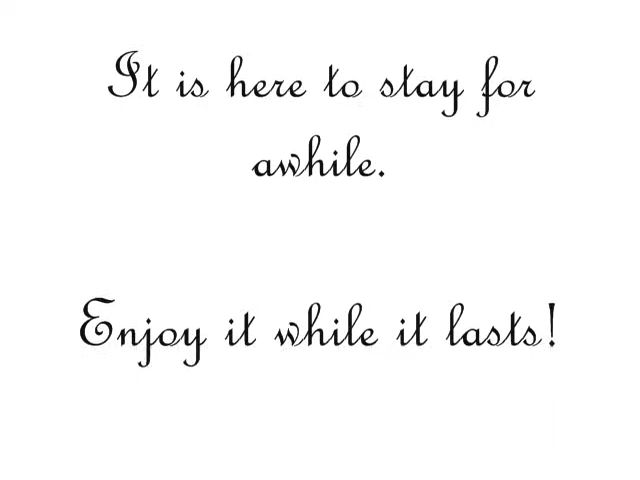 It is here to stay for
awhile.
Enjoy it while it lasts!